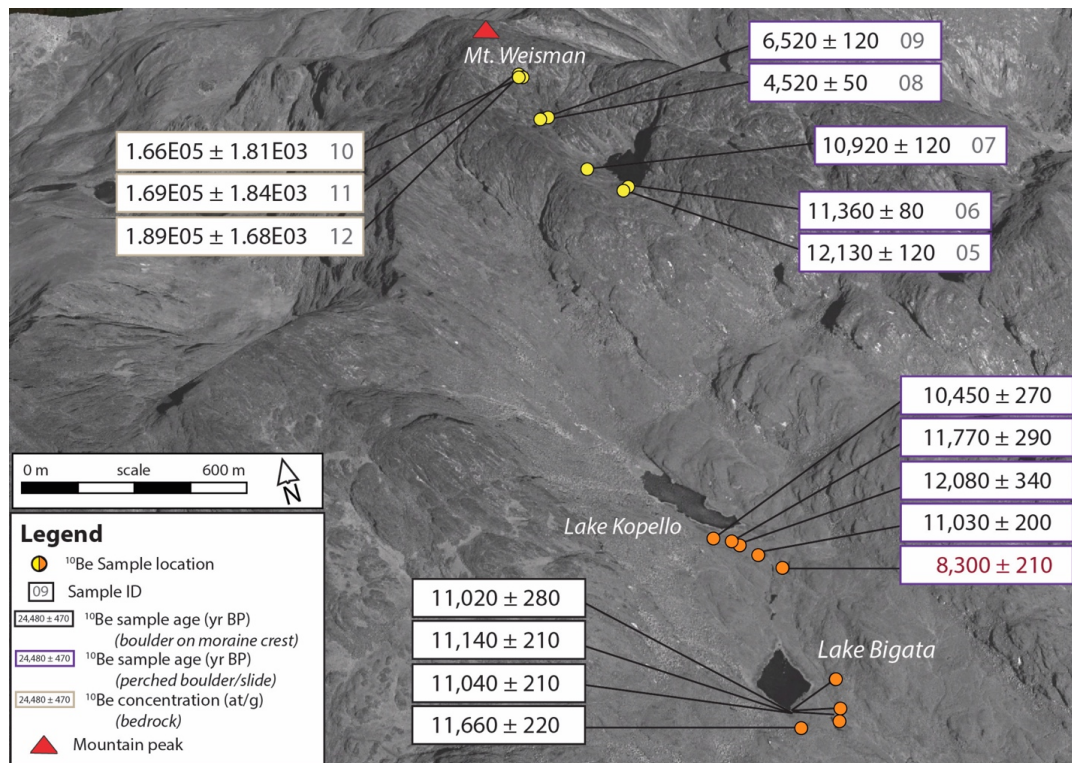 Mt. Weisman
6,520 ± 120 09
4,520 ± 50 08
10,920 ± 120 07
11,360 ± 80 06
12,130 ± 120 05
1.66E05 ± 1.81E03 10
1.69E05 ± 1.84E03 11
1.89E05 ± 1.68E03 12
10,450 ± 270
11,770 ± 290
12,080 ± 340
11,030 ± 200
8,300 ± 210
Lake Kopello
11,020 ± 280
11,140 ± 210
11,040 ± 210
11,660 ± 220
Lake Bigata
0 m scale 600 m
N
Legend
¹⁰Be Sample location
09 Sample ID
24,480 ± 470 ¹⁰Be sample age (yr BP)
(boulder on moraine crest)
24,480 ± 470 ¹⁰Be sample age (yr BP)
(perched boulder/slide)
24,480 ± 470 ¹⁰Be concentration (at/g)
(bedrock)
Mountain peak